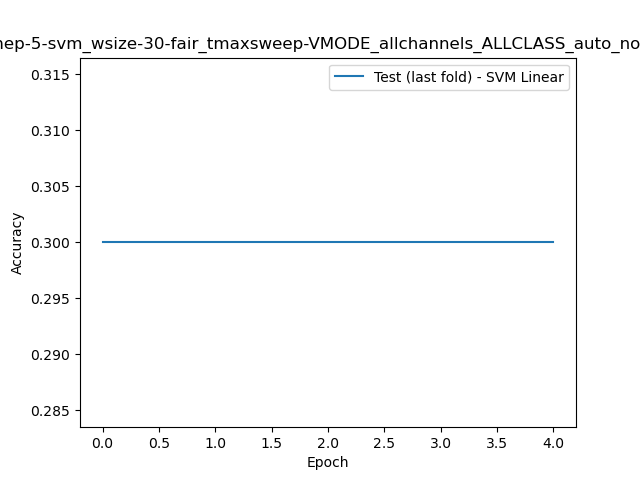 nep-5-svm_wsize-30-fair_tmaxsweep-VMODE_allchannels_ALLCLASS_auto_no
Test (last fold) - SVM Linear
0.315
0.310
0.305
0.300
0.295
0.290
0.285
Accuracy
0.0 0.5 1.0 1.5 2.0 2.5 3.0 3.5 4.0
Epoch